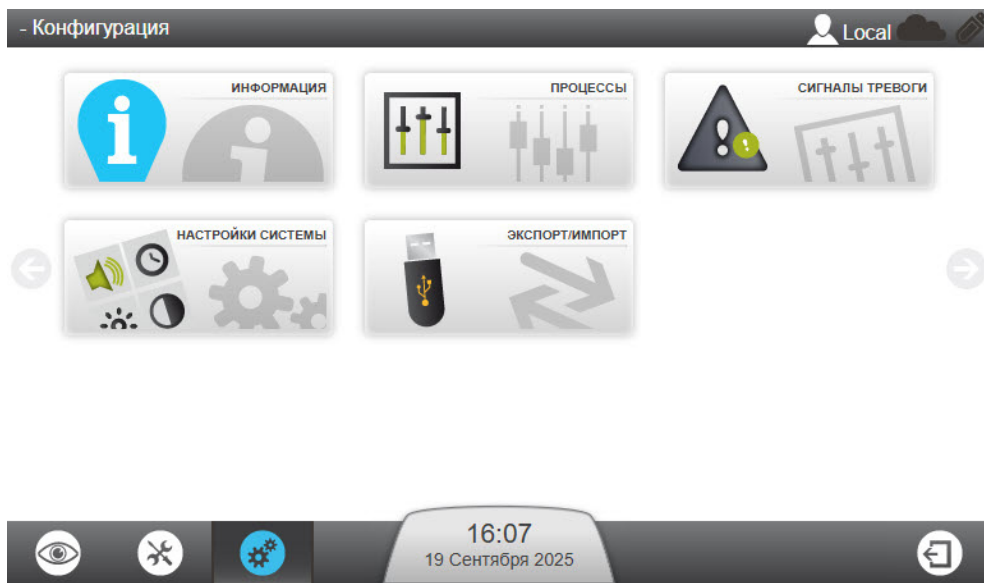 - Конфигурация
Local
ИНФОРМАЦИЯ
ПРОЦЕССЫ
СИГНАЛЫ ТРЕВОГИ
НАСТРОЙКИ СИСТЕМЫ
ЭКСПОРТ/ИМПОРТ
16:07
19 Сентября 2025